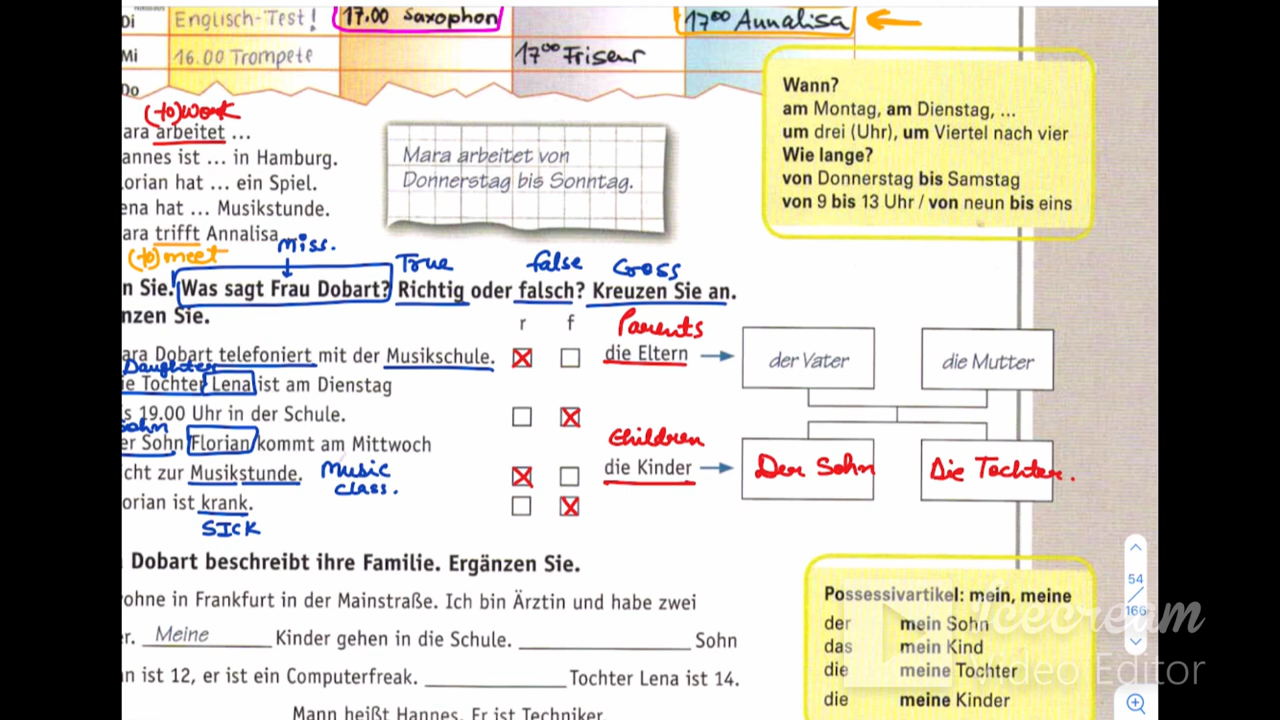 Di
Englisch-Test!
17.00 Saxophon
17⁰⁰ Annalisa
Mi
16.00 Trompete
17⁰⁰ Friseur
Do
(to) work
ara arbeitet ...
annes ist ... in Hamburg.
lorian hat ... ein Spiel.
ena hat ... Musikstunde.
ara trifft Annalisa
(to) meet
Mara arbeitet von
Donnerstag bis Sonntag.
Wann?
am Montag, am Dienstag, ...
um drei (Uhr), um Viertel nach vier
Wie lange?
von Donnerstag bis Samstag
von 9 bis 13 Uhr / von neun bis eins
Miss.
True
false
Cross
n Sie. Was sagt Frau Dobart? Richtig oder falsch? Kreuzen Sie an.
nzen Sie.
r f
ara Dobart telefoniert mit der Musikschule.
Daughter
ie Tochter Lena ist am Dienstag
s 19.00 Uhr in der Schule.
Sohn
er Sohn Florian kommt am Mittwoch
cht zur Musikstunde.
Music
class.
orian ist krank.
SICK
Parents
die Eltern
der Vater
die Mutter
Children
die Kinder
Der Sohn
Die Tochter.
Dobart beschreibt ihre Familie. Ergänzen Sie.
ohne in Frankfurt in der Mainstraße. Ich bin Ärztin und habe zwei
r. Meine Kinder gehen in die Schule. Sohn
n ist 12, er ist ein Computerfreak. Tochter Lena ist 14.
Mann heißt Hannes. Er ist Techniker.
Possessivartikel: mein, meine
der mein Sohn
das mein Kind
die meine Tochter
die meine Kinder
54
/
166
Icecream
Video Editor